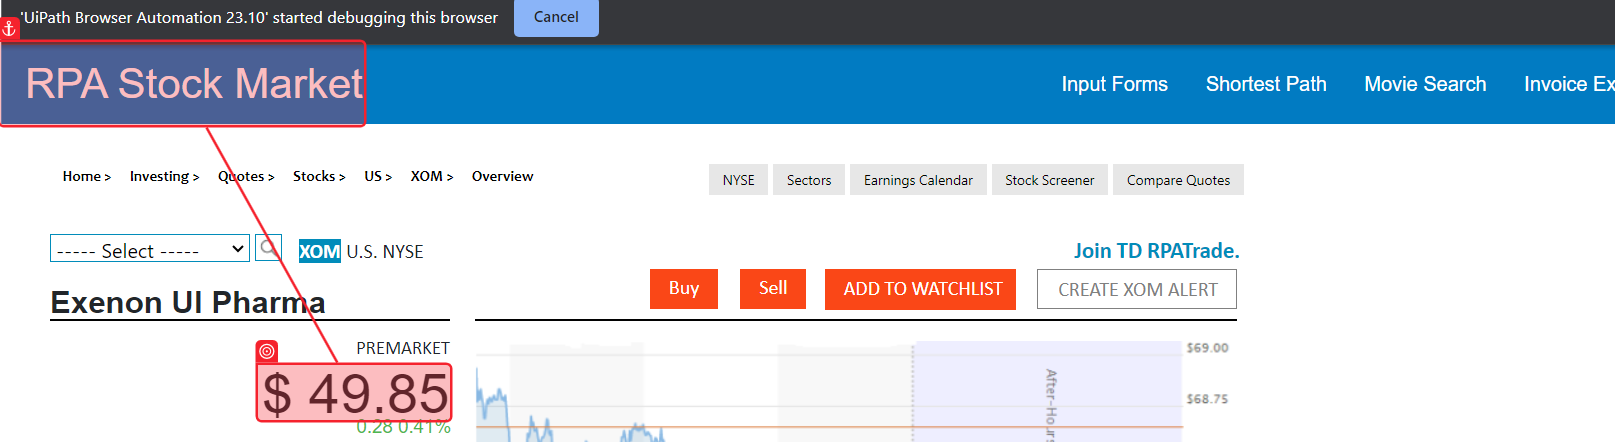 'UiPath Browser Automation 23.10' started debugging this browser Cancel
RPA Stock Market Input Forms Shortest Path Movie Search Invoice Ex
Home > Investing > Quotes > Stocks > US > XOM > Overview NYSE Sectors Earnings Calendar Stock Screener Compare Quotes
----- Select ----- XOM U.S. NYSE Join TD RPATrade.
Buy Sell ADD TO WATCHLIST CREATE XOM ALERT
Exenon UI Pharma
PREMARKET $69.00
$ 49.85 $68.75
0.28 0.41%
After-Hours